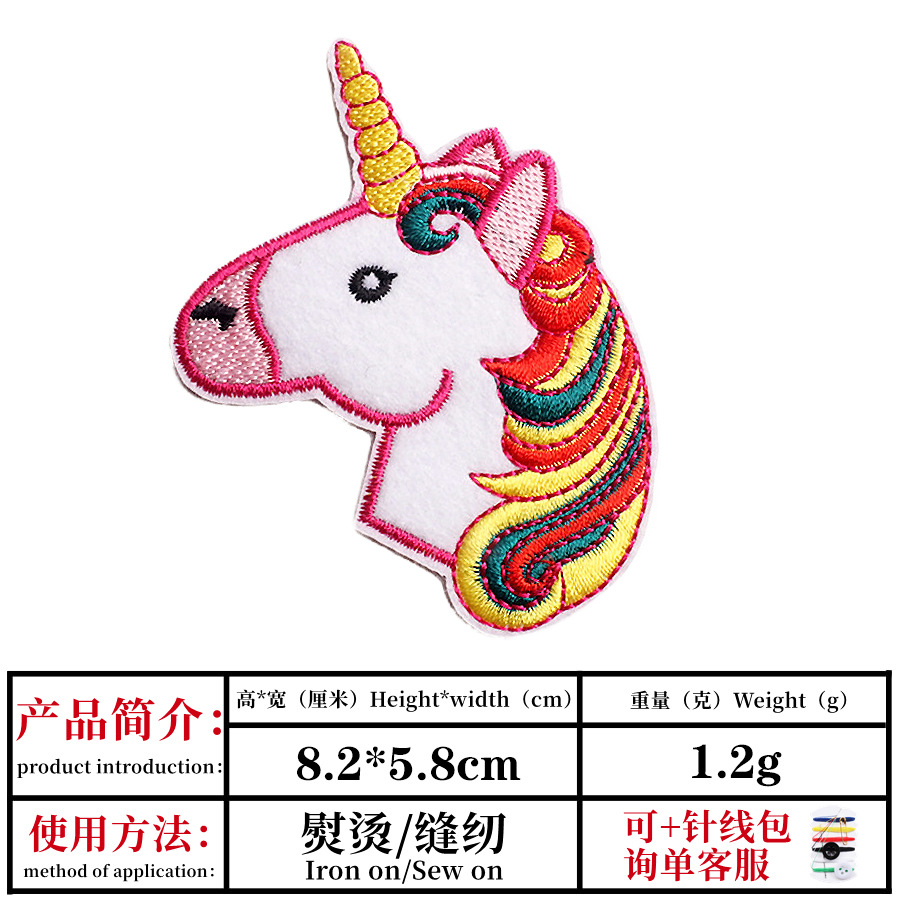 产品简介：
product introduction:
高*宽（厘米）Height*width（cm）
重量（克）Weight（g）
8.2*5.8cm
1.2g
使用方法：
method of application:
熨烫/缝纫
Iron on/Sew on
可+针线包
询单客服